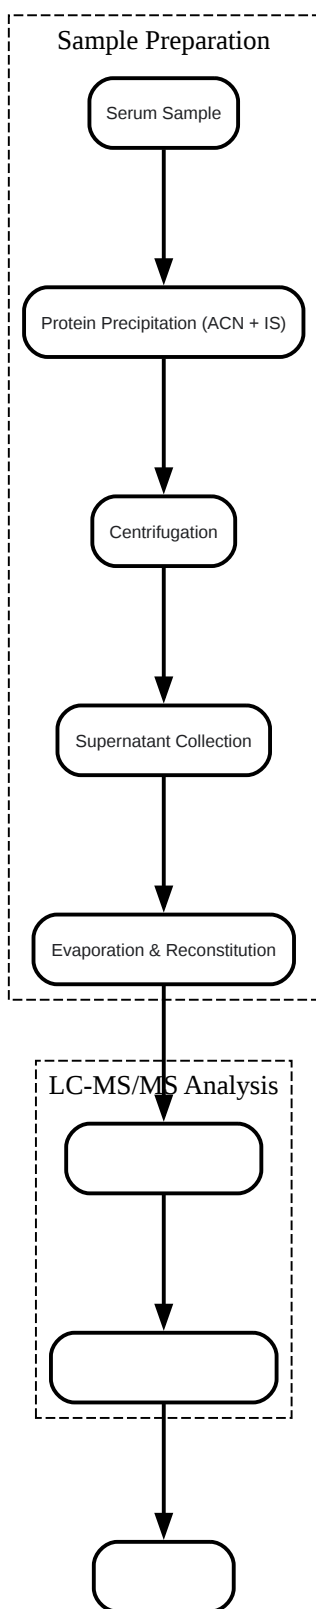 Sample Preparation
Serum Sample
Protein Precipitation (ACN + IS)
Centrifugation
Supernatant Collection
Evaporation & Reconstitution
LC-MS/MS Analysis